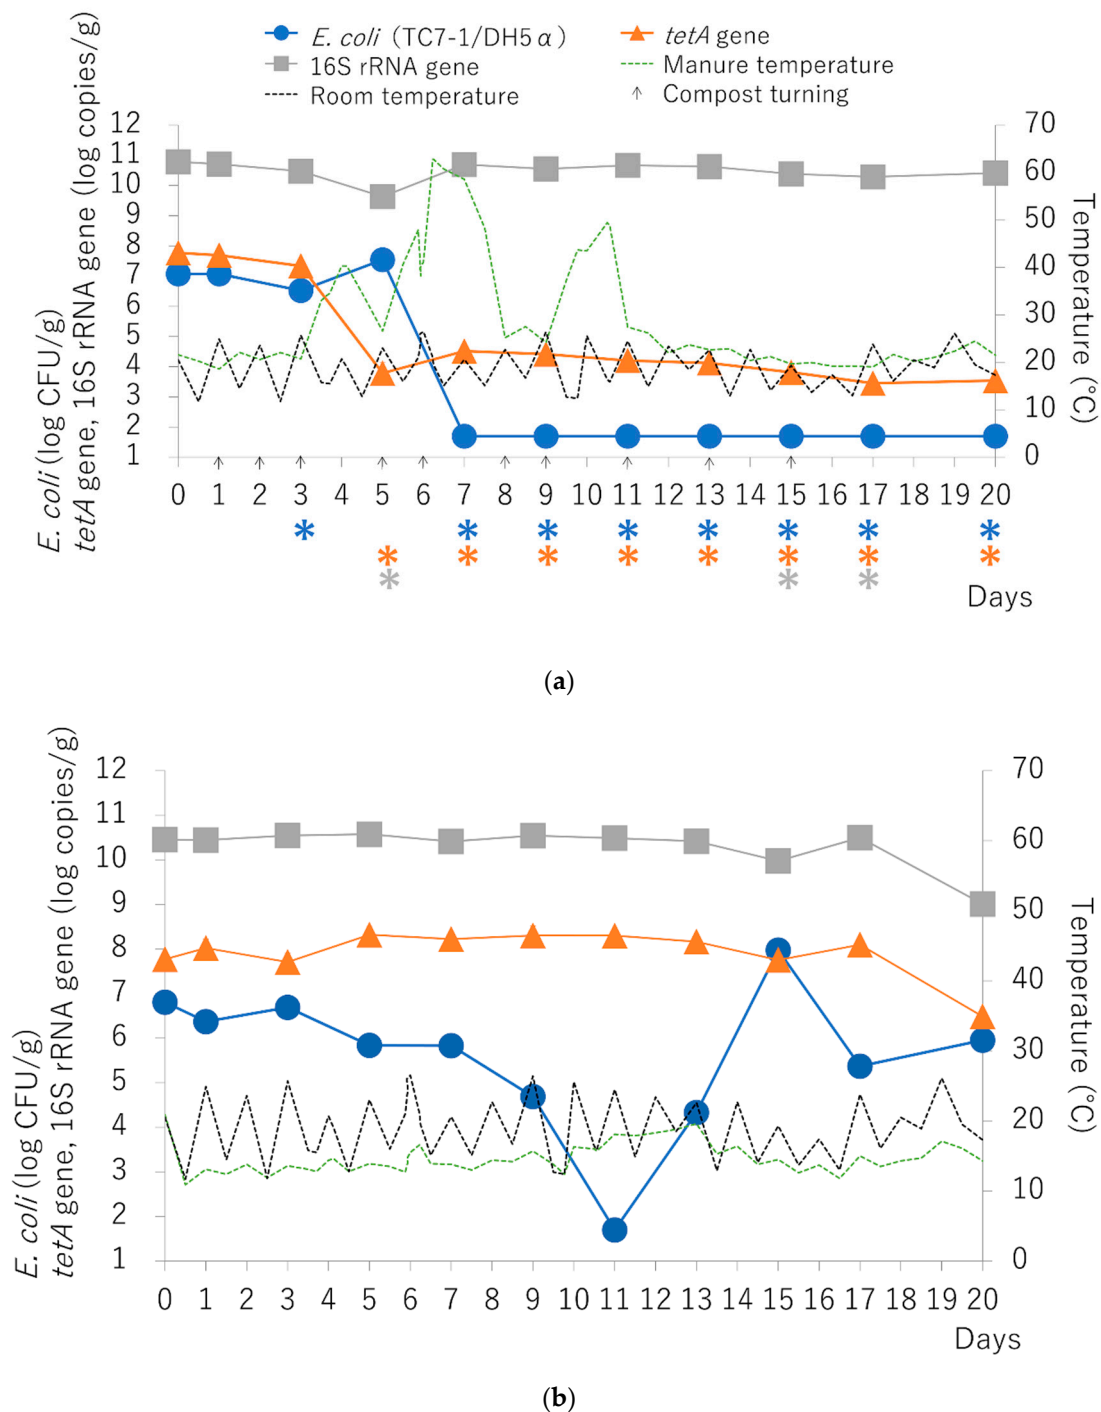 E. coli (TC7-1/DH5α)
tetA gene
16S rRNA gene
Manure temperature
Room temperature
Compost turning
E. coli (log CFU/g)
tetA gene, 16S rRNA gene (log copies/g)
12
11
10
9
8
7
6
5
4
3
2
1
70
60
50
40
30
20
10
0
Temperature (°C)
0 1 2 3 4 5 6 7 8 9 10 11 12 13 14 15 16 17 18 19 20
* * * * * * * *
* * * * * * * *
* * *
Days
(a)
E. coli (log CFU/g)
tetA gene, 16S rRNA gene (log copies/g)
12
11
10
9
8
7
6
5
4
3
2
1
70
60
50
40
30
20
10
0
Temperature (°C)
0 1 2 3 4 5 6 7 8 9 10 11 12 13 14 15 16 17 18 19 20
Days
(b)